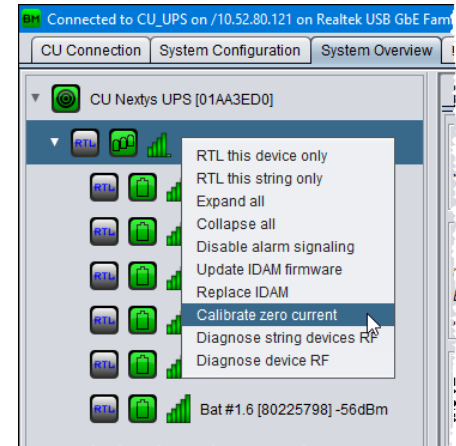 BM Connected to CU_UPS on /10.52.80.121 on Realtek USB GbE Fam
CU Connection System Configuration System Overview
CU Nextys UPS [01AA3ED0]
RTL
RTL this device only
RTL this string only
Expand all
RTL
Collapse all
Disable alarm signaling
RTL
Update IDAM firmware
RTL
Replace IDAM
Calibrate zero current
RTL
Diagnose string devices RF
RTL
Diagnose device RF
RTL Bat #1.6 [80225798] -56dBm